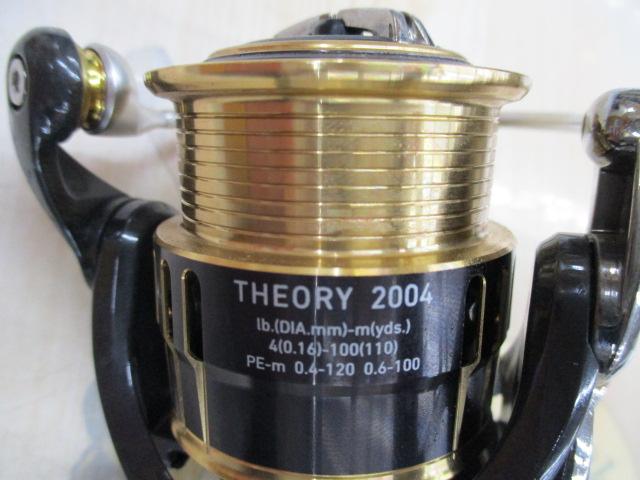 THEORY 2004
lb.(DIA.mm)-m(yds.)
4(0.16)-100(110)
PE-m 0.4-120 0.6-100